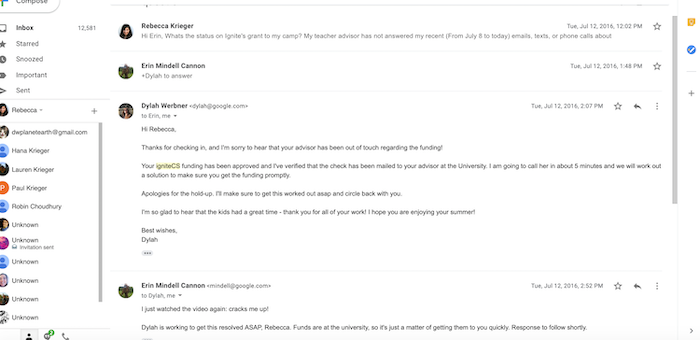 Compose
Inbox 12,581
Starred
Snoozed
Important
Sent
Rebecca
dwplanetearth@gmail.com
Hana Krieger
Lauren Krieger
Paul Krieger
Robin Choudhury
Unknown
Unknown
Invitation sent
Unknown
Unknown
Unknown
Unknown
Rebecca Krieger Tue, Jul 12, 2016, 12:02 PM
Hi Erin, Whats the status on Ignite's grant to my camp? My teacher advisor has not answered my recent (From July 8 to today) emails, texts, or phone calls about
Erin Mindell Cannon Tue, Jul 12, 2016, 1:48 PM
+Dylah to answer
Dylah Werbner <dylah@google.com> Tue, Jul 12, 2016, 2:07 PM
to Erin, me
Hi Rebecca,
Thanks for checking in, and I'm sorry to hear that your advisor has been out of touch regarding the funding!
Your igniteCS funding has been approved and I've verified that the check has been mailed to your advisor at the University. I am going to call her in about 5 minutes and we will work out
a solution to make sure you get the funding promptly.
Apologies for the hold-up. I'll make sure to get this worked out asap and circle back with you.
I'm so glad to hear that the kids had a great time - thank you for all of your work! I hope you are enjoying your summer!
Best wishes,
Dylah
Erin Mindell Cannon <mindell@google.com> Tue, Jul 12, 2016, 2:52 PM
to Dylah, me
I just watched the video again: cracks me up!
Dylah is working to get this resolved ASAP, Rebecca. Funds are at the university, so it's just a matter of getting them to you quickly. Response to follow shortly.